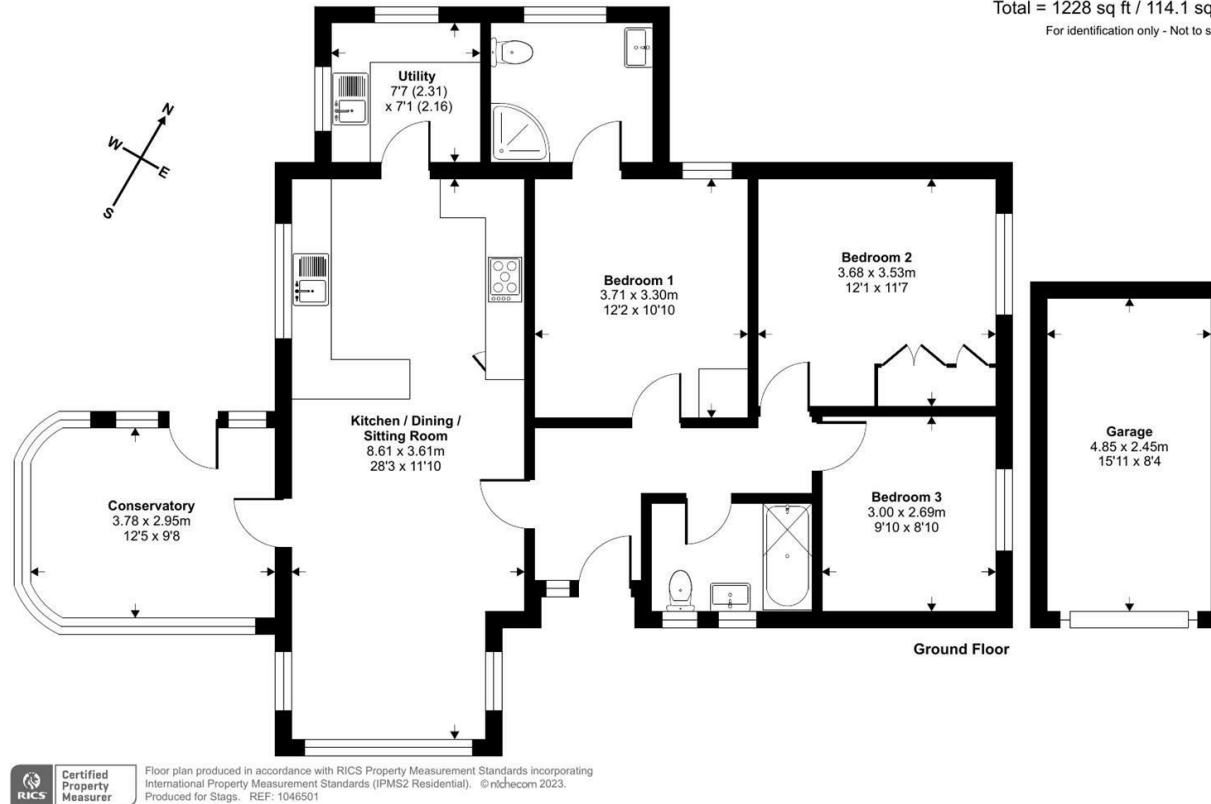 Total = 1228 sq ft / 114.1 sq
For identification only - Not to s
Utility
7'7 (2.31)
x 7'1 (2.16)
N
W
E
S
Bedroom 1
3.71 x 3.30m
12'2 x 10'10
Bedroom 2
3.68 x 3.53m
12'1 x 11'7
Kitchen / Dining /
Sitting Room
8.61 x 3.61m
28'3 x 11'10
Garage
4.85 x 2.45m
15'11 x 8'4
Conservatory
3.78 x 2.95m
12'5 x 9'8
Bedroom 3
3.00 x 2.69m
9'10 x 8'10
Ground Floor
RICS
Certified
Property
Measurer
Floor plan produced in accordance with RICS Property Measurement Standards incorporating
International Property Measurement Standards (IPMS2 Residential). © nichecom 2023.
Produced for Stags. REF: 1046501